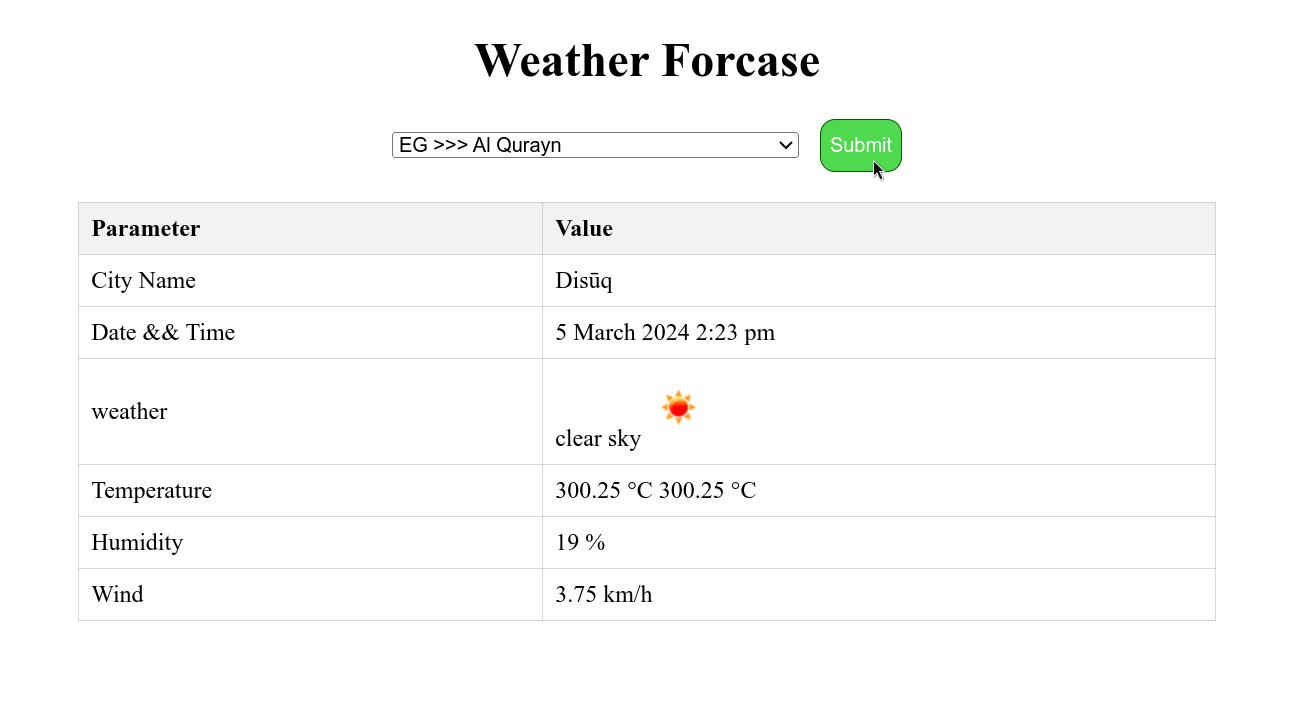 Weather Forcase
EG >>> Al Qurayn
Submit
Parameter Value
City Name Disūq
Date && Time 5 March 2024 2:23 pm
weather clear sky
Temperature 300.25 °C 300.25 °C
Humidity 19 %
Wind 3.75 km/h